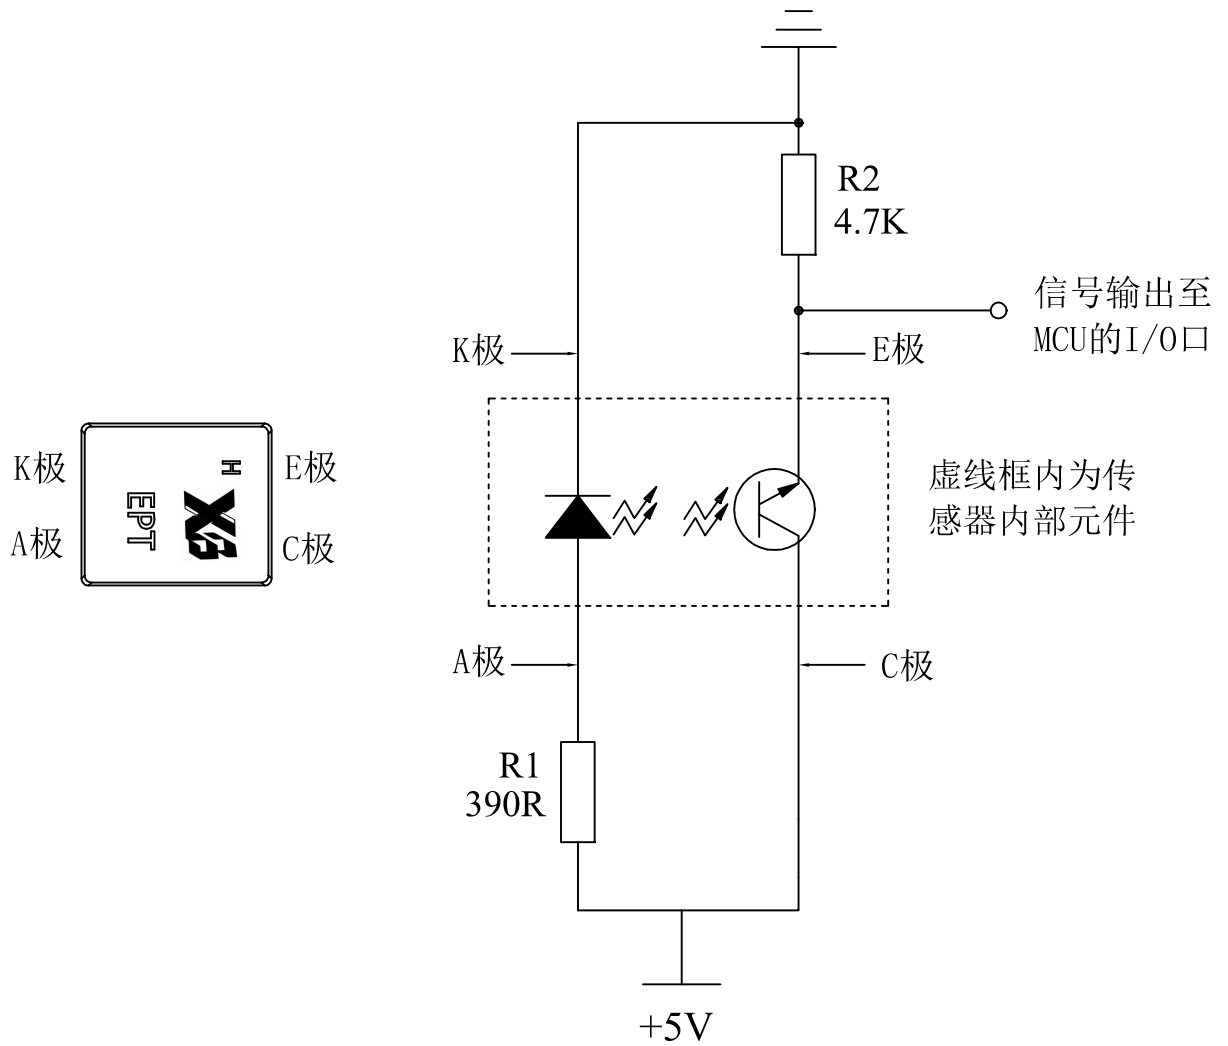 R2
4.7K
信号输出至
MCU的I/O口
K极
E极
K极
E极
A极
C极
H
EPT
虚线框内为传
感器内部元件
A极
C极
R1
390R
+5V